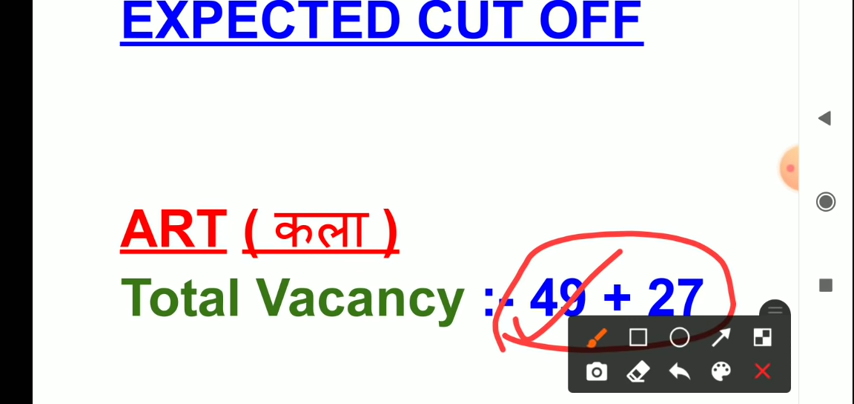 EXPECTED CUT OFF
ART ( कला )
Total Vacancy :- 49 + 27